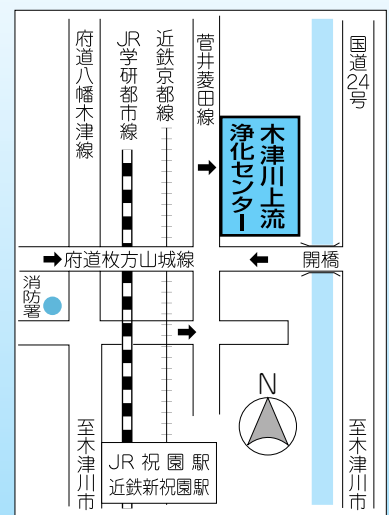 府道八幡木津線
JR学研都市線
近鉄京都線
菅井菱田線
国道24号
木津川上流
浄化センター
府道枚方山城線
開橋
消防署
N
至木津川市
JR祝園駅
近鉄新祝園駅
至木津川市